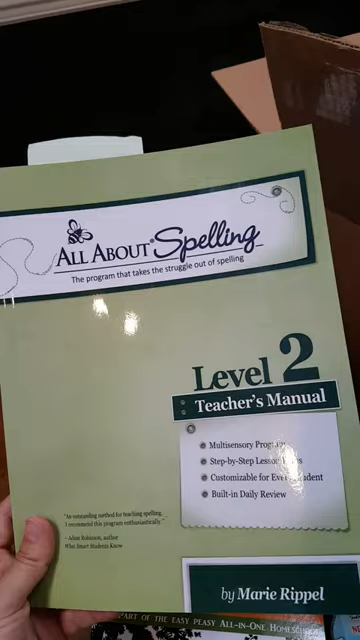 All About® Spelling
The program that takes the struggle out of spelling
Level 2
Teacher's Manual
Multisensory Program
Step-by-Step Lesson
Customizable for Every Student
Built-in Daily Review
"An outstanding method for teaching spelling.
I recommend this program enthusiastically."
– Adam Robinson, author
What Smart Students Know
by Marie Rippel
PART OF THE EASY PEASY ALL-IN-ONE